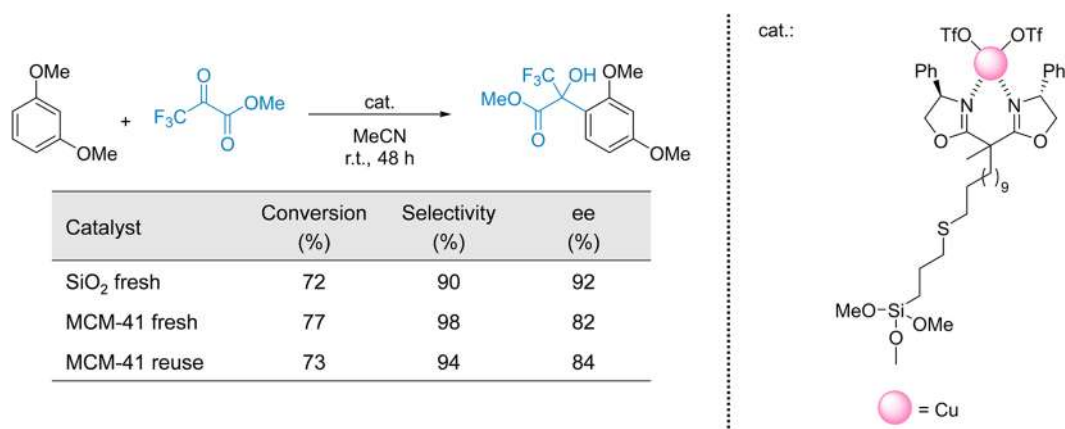 OMe
OMe
+
F₃C
O
O
OMe
cat.
MeCN
r.t., 48 h
F₃C
OH
OMe
MeO
O
OMe
Catalyst Conversion (%) Selectivity (%) ee (%)
SiO₂ fresh 72 90 92
MCM-41 fresh 77 98 82
MCM-41 reuse 73 94 84
cat.:
TfO OTf
Ph Ph
N N
O O
9
S
MeO Si OMe
O
= Cu